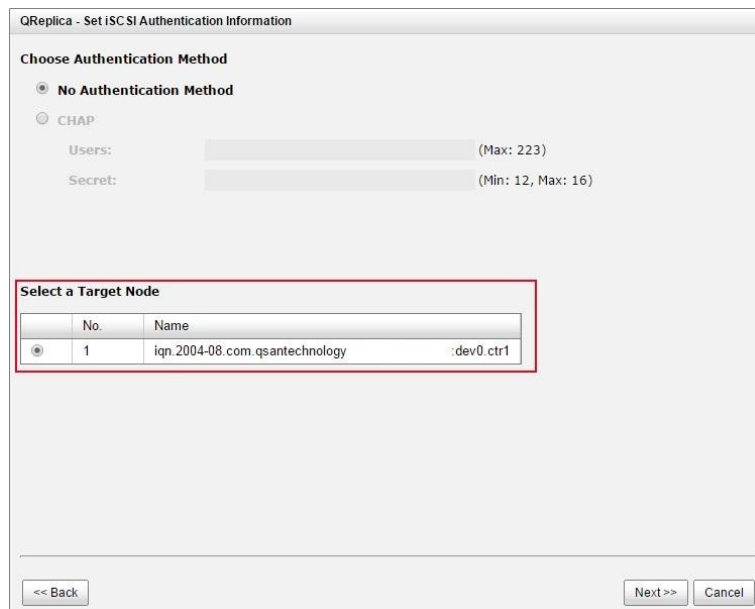 QReplica - Set iSCSI Authentication Information
Choose Authentication Method
No Authentication Method
CHAP
Users: (Max: 223)
Secret: (Min: 12, Max: 16)
Select a Target Node
No. Name
1 iqn.2004-08.com.qsantechnology :dev0.ctr1
<< Back Next >> Cancel